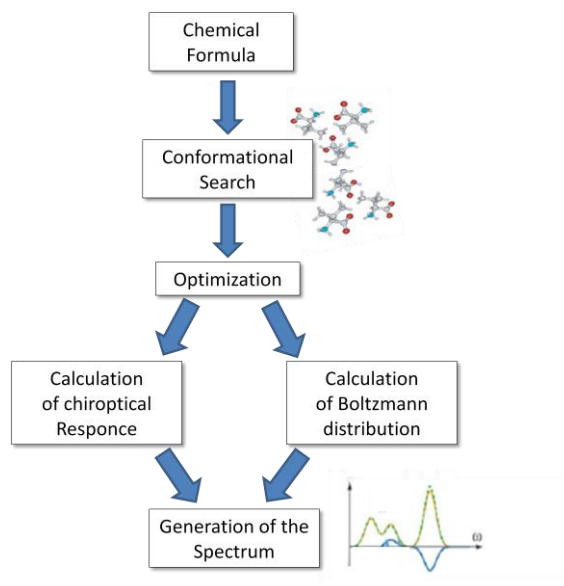 Chemical
Formula
Conformational
Search
Optimization
Calculation
of chiroptical
Responce
Calculation
of Boltzmann
distribution
Generation of the
Spectrum
ω